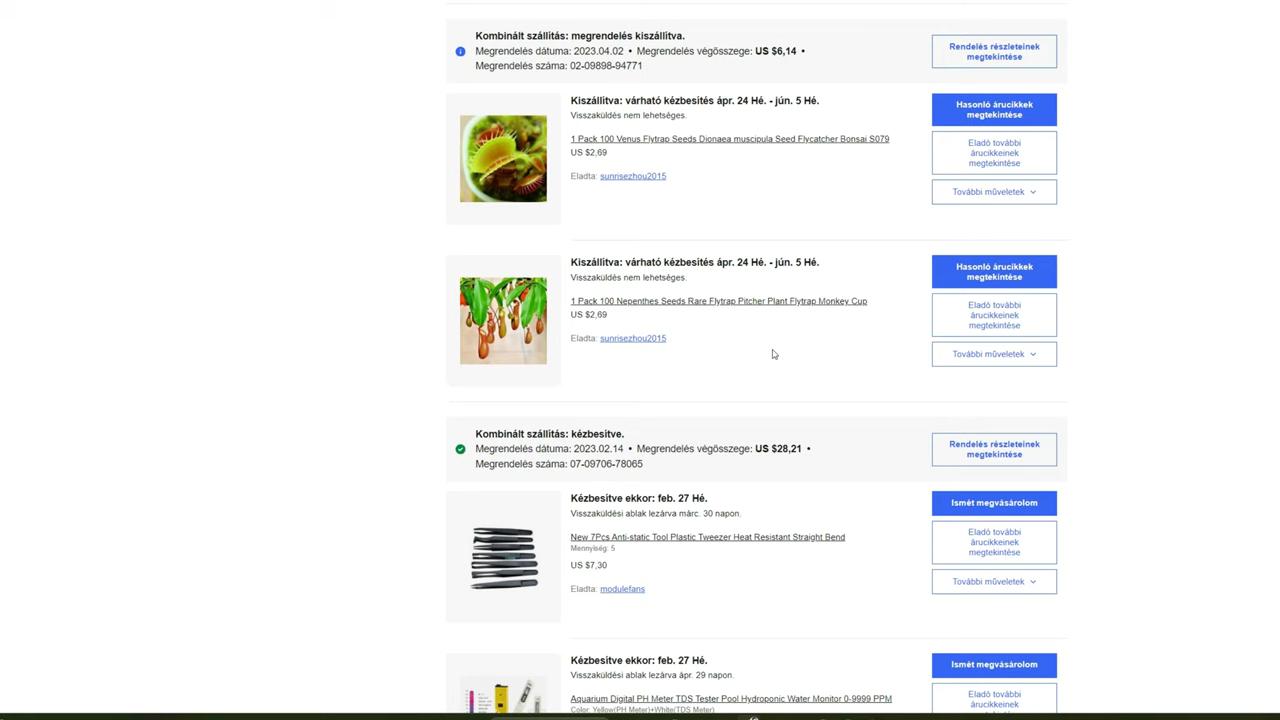 Kombinált szállítás: megrendelés kiszállítva.
Megrendelés dátuma: 2023.04.02 • Megrendelés végösszege: US $6,14 •
Megrendelés száma: 02-09898-94771
Rendelés részleteinek
megtekintése
Kiszállítva: várható kézbesítés ápr. 24 Hé. - jún. 5 Hé.
Visszaküldés nem lehetséges.
1 Pack 100 Venus Flytrap Seeds Dionaea muscipula Seed Flycatcher Bonsai S079
US $2,69
Eladta: sunrisezhou2015
Hasonló árucikkek
megtekintése
Eladó további
árucikkeinek
megtekintése
További műveletek
Kiszállítva: várható kézbesítés ápr. 24 Hé. - jún. 5 Hé.
Visszaküldés nem lehetséges.
1 Pack 100 Nepenthes Seeds Rare Flytrap Pitcher Plant Flytrap Monkey Cup
US $2,69
Eladta: sunrisezhou2015
Hasonló árucikkek
megtekintése
Eladó további
árucikkeinek
megtekintése
További műveletek
Kombinált szállítás: kézbesítve.
Megrendelés dátuma: 2023.02.14 • Megrendelés végösszege: US $28,21 •
Megrendelés száma: 07-09706-78065
Rendelés részleteinek
megtekintése
Kézbesítve ekkor: feb. 27 Hé.
Visszaküldési ablak lezárva márc. 30 napon.
New 7Pcs Anti-static Tool Plastic Tweezer Heat Resistant Straight Bend
Mennyiség: 5
US $7,30
Eladta: modulefans
Ismét megvásárolom
Eladó további
árucikkeinek
megtekintése
További műveletek
Kézbesítve ekkor: feb. 27 Hé.
Visszaküldési ablak lezárva ápr. 29 napon.
Aquarium Digital PH Meter TDS Tester Pool Hydroponic Water Monitor 0-9999 PPM
Color: Yellow(PH Meter)+White(TDS Meter)
Ismét megvásárolom
Eladó további
árucikkeinek